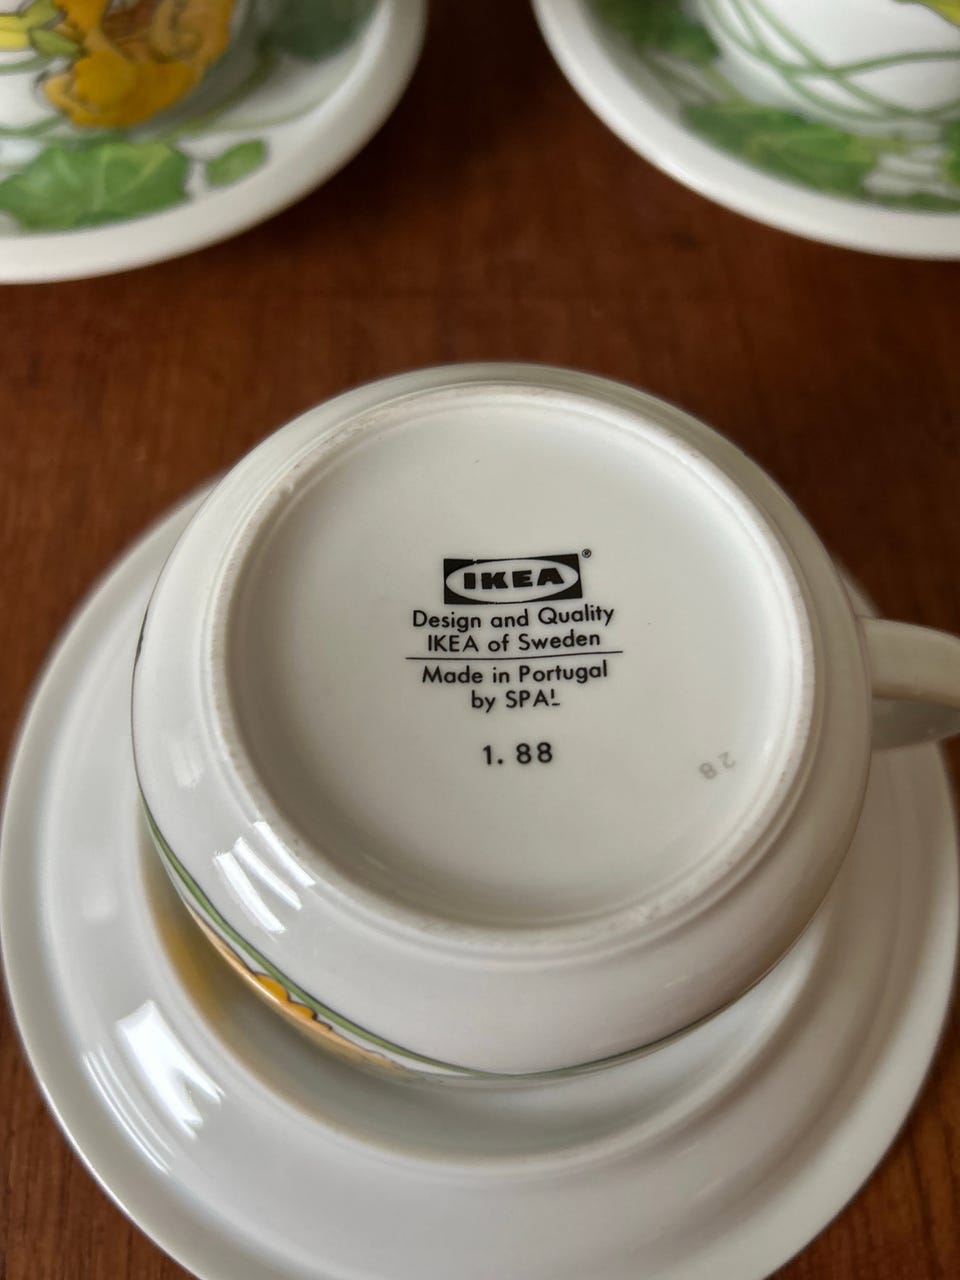 IKEA®
Design and Quality
IKEA of Sweden
Made in Portugal
by SPAL
1. 88
28